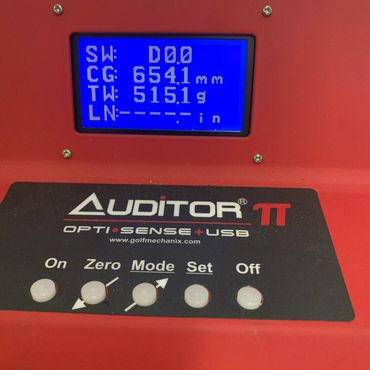 SW: D0.0
CG: 654.1 mm
TW: 515.1 g
LN: -----.- in
AUDITOR® π
OPTI•SENSE+USB
www.golfmechanix.com
On Zero Mode Set Off